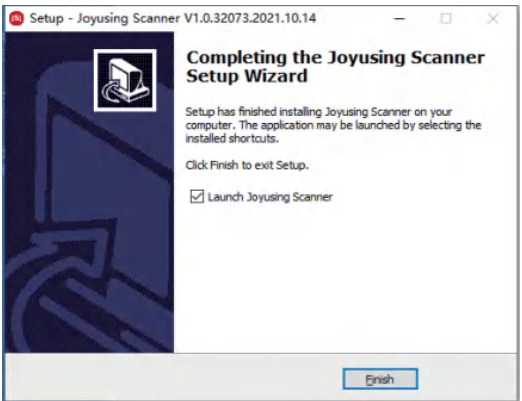 Setup - Joyusing Scanner V1.0.32073.2021.10.14
Completing the Joyusing Scanner
Setup Wizard
Setup has finished installing Joyusing Scanner on your
computer. The application may be launched by selecting the
installed shortcuts.
Click Finish to exit Setup.
Launch Joyusing Scanner
Finish